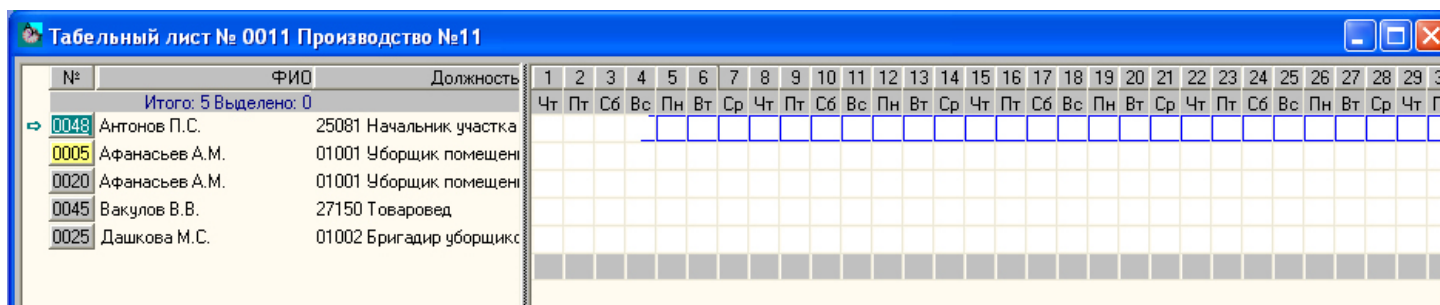 Табельный лист № 0011 Производство №11
№ ФИО Должность 1 2 3 4 5 6 7 8 9 10 11 12 13 14 15 16 17 18 19 20 21 22 23 24 25 26 27 28 29 3
Итого: 5 Выделено: 0 Чт Пт Сб Вс Пн Вт Ср Чт Пт Сб Вс Пн Вт Ср Чт Пт Сб Вс Пн Вт Ср Чт Пт Сб Вс Пн Вт Ср Чт П
0048 Антонов П.С. 25081 Начальник участка
0005 Афанасьев А.М. 01001 Уборщик помещени
0020 Афанасьев А.М. 01001 Уборщик помещени
0045 Вакулов В.В. 27150 Товаровед
0025 Дашкова М.С. 01002 Бригадир уборщико